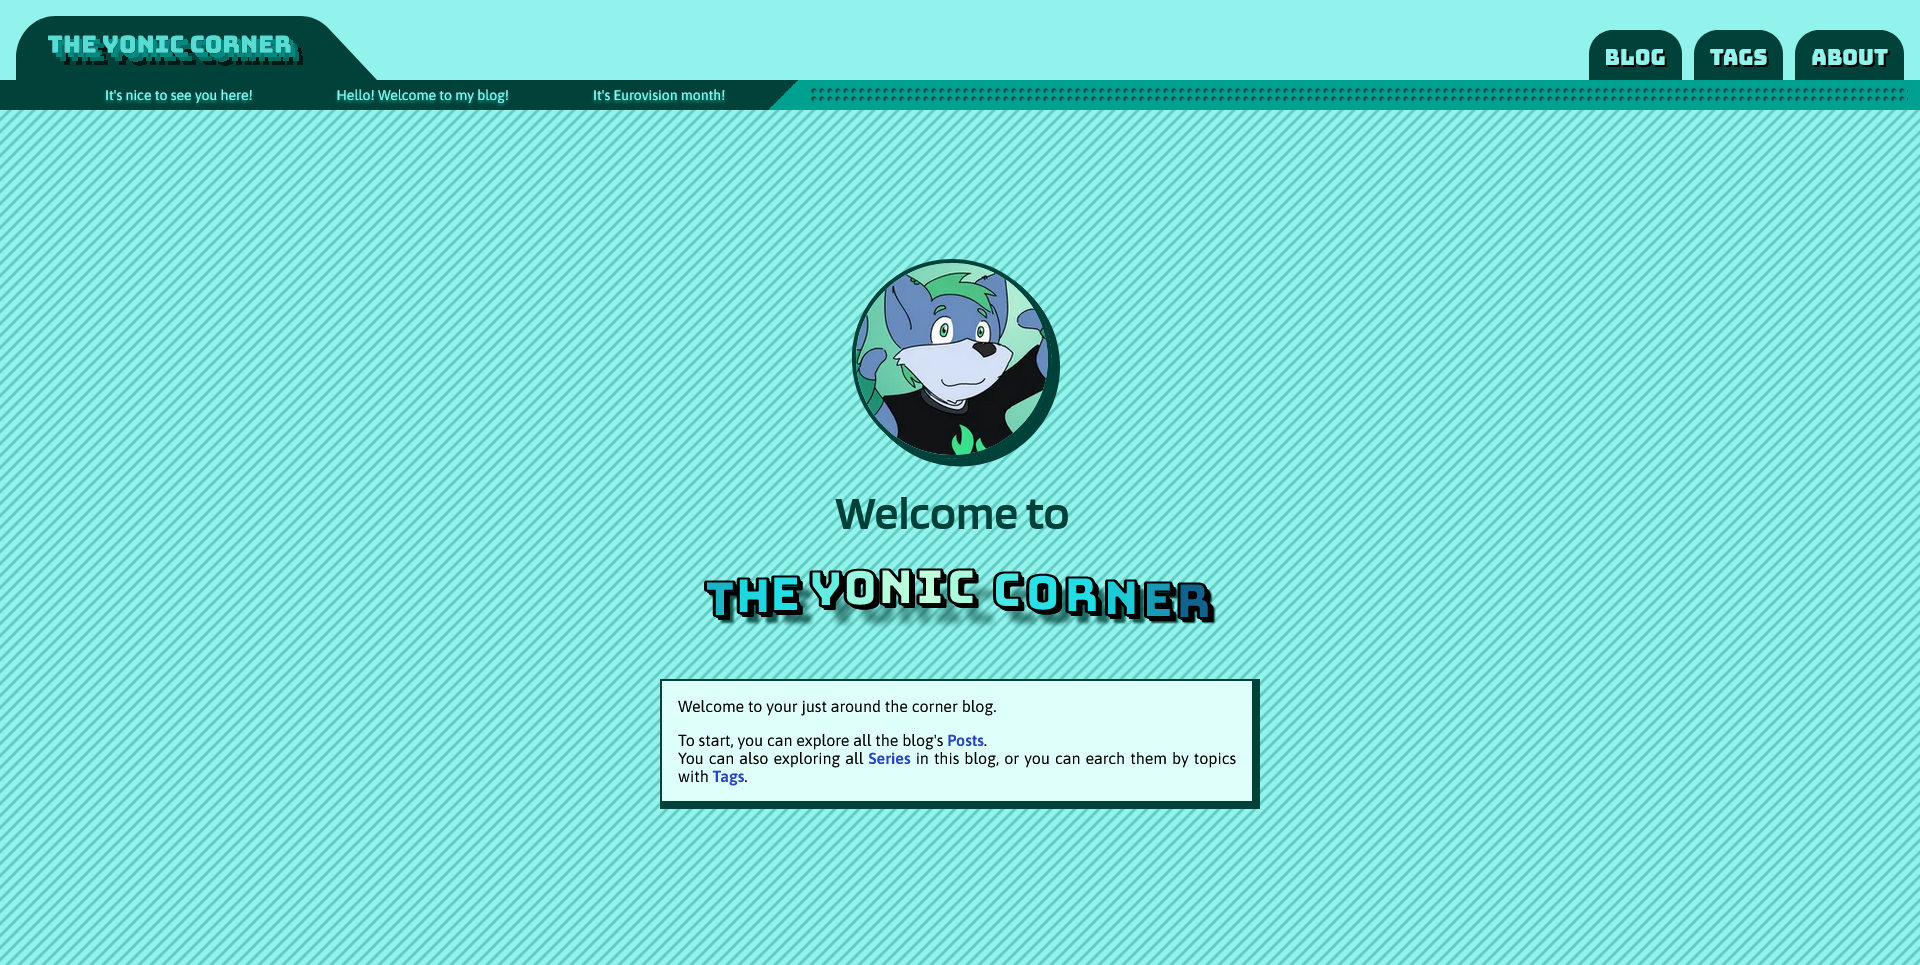 THE YONIC CORNER
BLOG TAGS ABOUT
It's nice to see you here! Hello! Welcome to my blog! It's Eurovision month!
Welcome to
THE YONIC CORNER
Welcome to your just around the corner blog.
To start, you can explore all the blog's Posts.
You can also exploring all Series in this blog, or you can earch them by topics
with Tags.